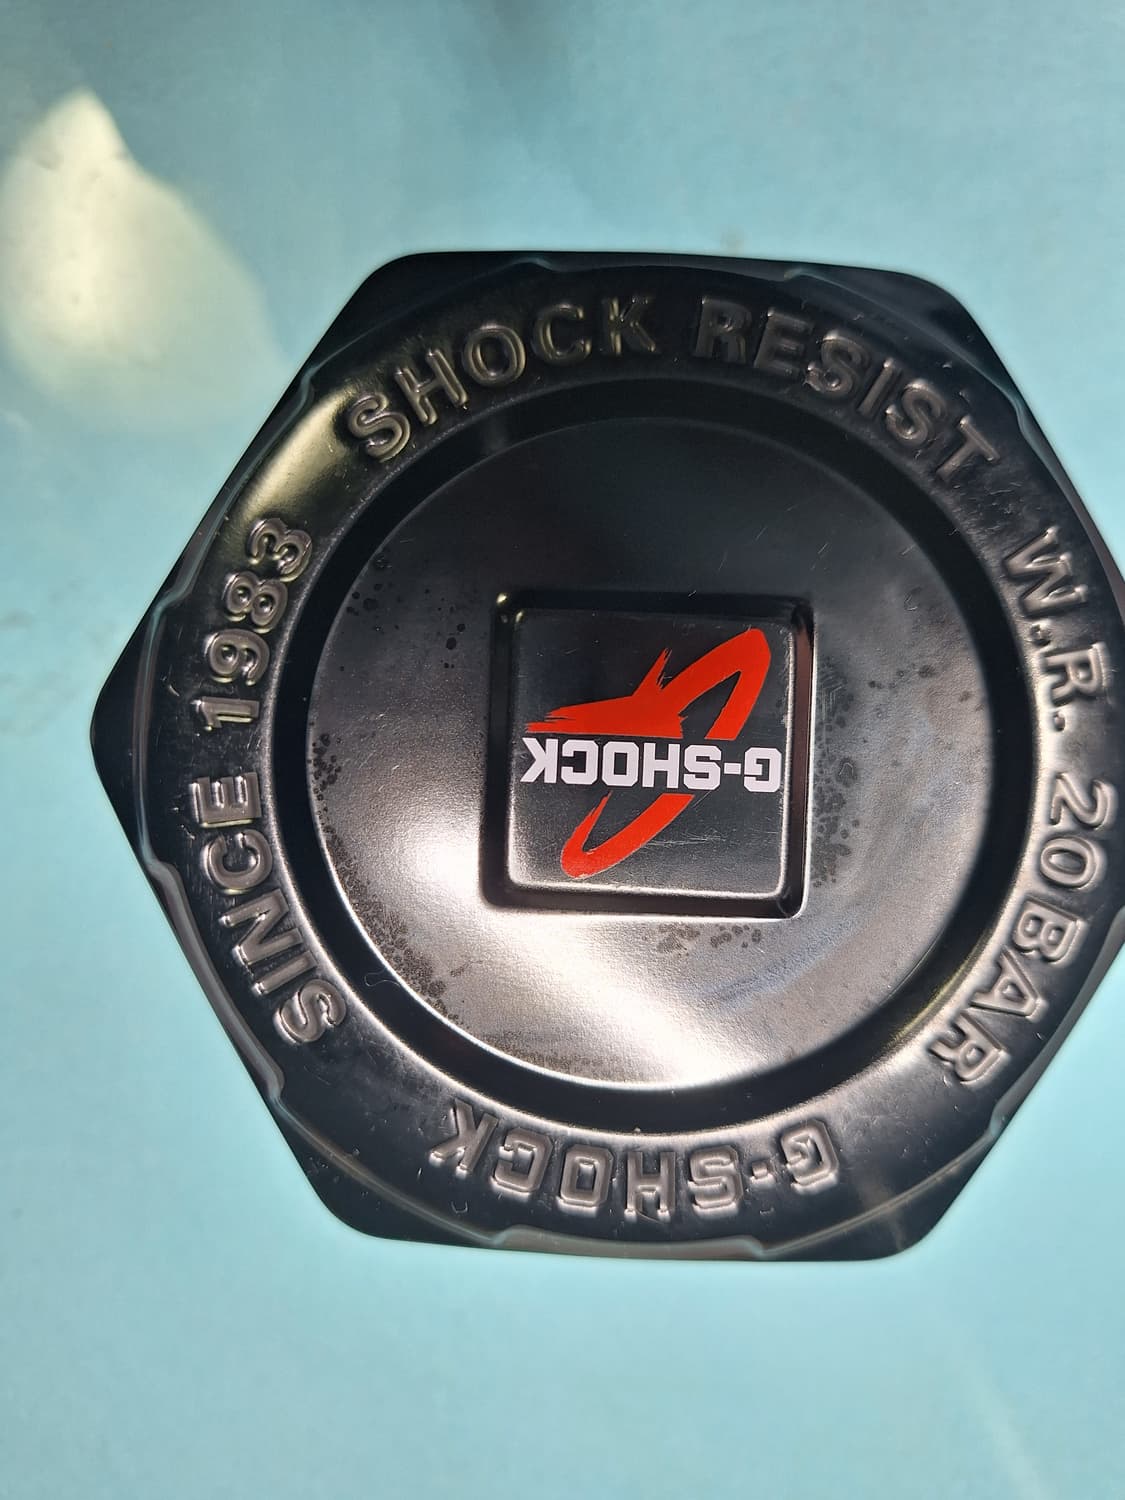 G-SHOCK
SHOCK RESIST
W.R. 20BAR
G-SHOCK
SINCE 1983